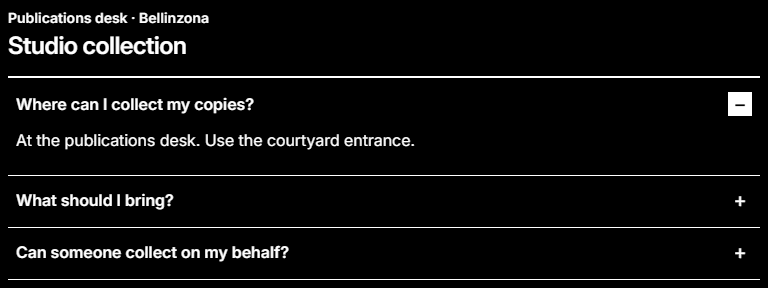 Publications desk · Bellinzona
Studio collection
Where can I collect my copies? −
At the publications desk. Use the courtyard entrance.
What should I bring? +
Can someone collect on my behalf? +